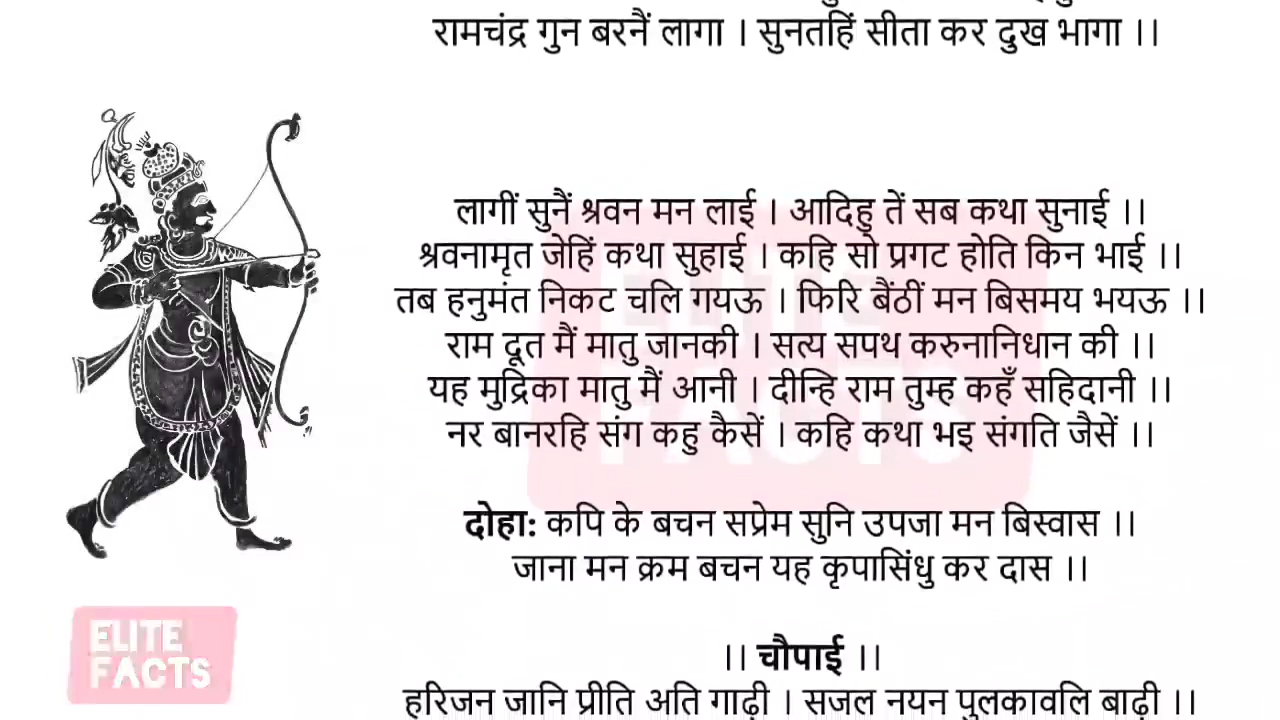 रामचंद्र गुन बरनैं लागा । सुनतहिं सीता कर दुख भागा ।।
लागीं सुनैं श्रवन मन लाई । आदिहु तें सब कथा सुनाई ।।
श्रवनामृत जेहिं कथा सुहाई । कहि सो प्रगट होति किन भाई ।।
तब हनुमंत निकट चलि गयऊ । फिरि बैंठीं मन बिसमय भयऊ ।।
राम दूत मैं मातु जानकी । सत्य सपथ करुनानिधान की ।।
यह मुद्रिका मातु मैं आनी । दीन्हि राम तुम्ह कहँ सहिदानी ।।
नर बानरहि संग कहु कैसें । कहि कथा भइ संगति जैसें ।।
दोहा: कपि के बचन सप्रेम सुनि उपजा मन बिस्वास ।।
जाना मन क्रम बचन यह कृपासिंधु कर दास ।।
।। चौपाई ।।
हरिजन जानि प्रीति अति गाढ़ी । सजल नयन पुलकावलि बाढ़ी ।।
ELITE
FACTS
ELITE
FACTS